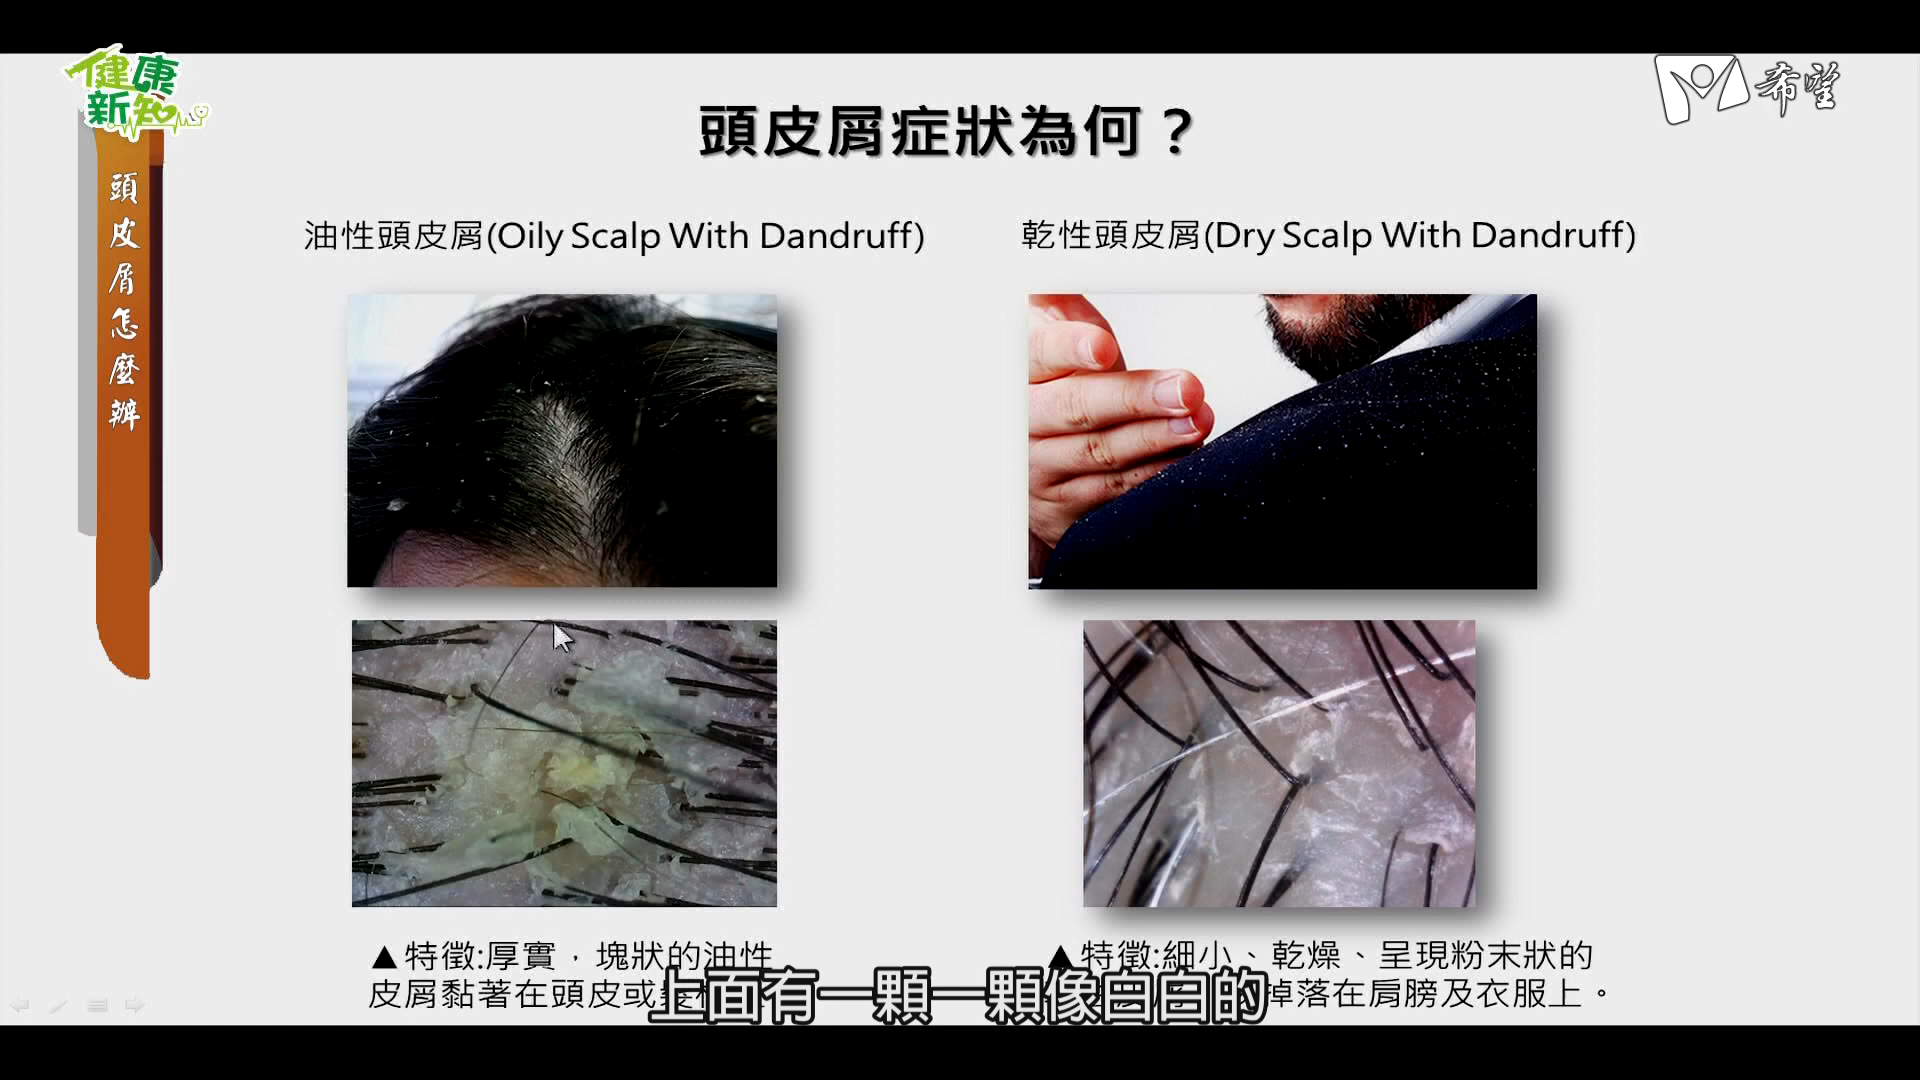 健康
新知
希望
頭皮屑怎麼辦
頭皮屑症狀為何？
油性頭皮屑(Oily Scalp With Dandruff)
乾性頭皮屑(Dry Scalp With Dandruff)
▲特徵:厚實，塊狀的油性
皮屑黏著在頭皮或
▲特徵:細小、乾燥、呈現粉末狀的
掉落在肩膀及衣服上。
上面有一顆一顆像白白的